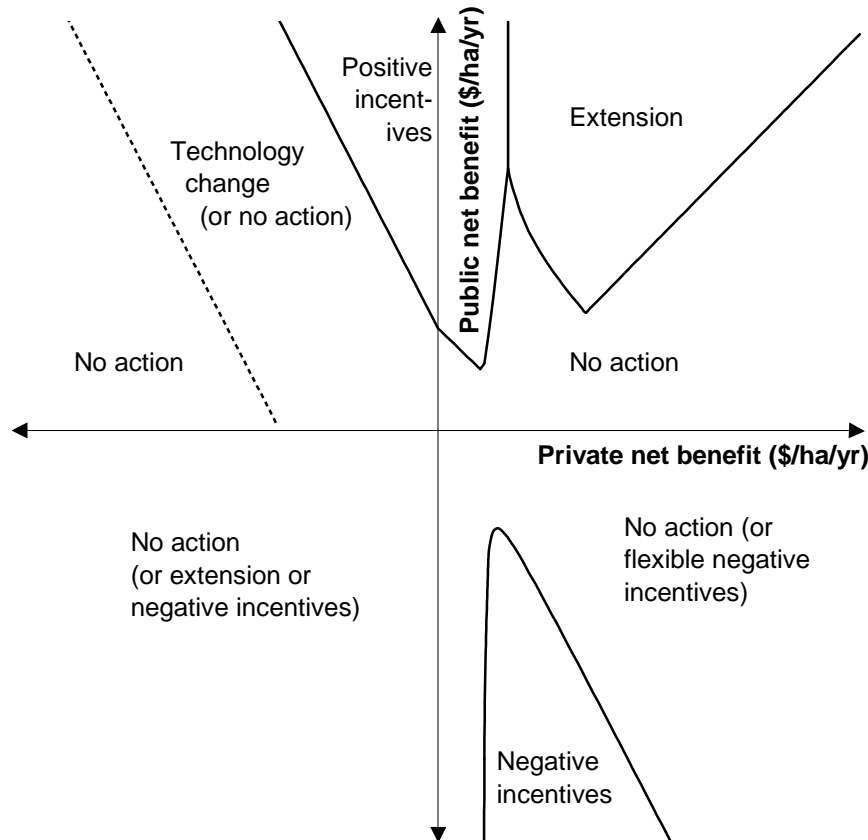 Positive
incent-
ives
Public net benefit ($/ha/yr)
Extension
Technology
change
(or no action)
No action
No action
Private net benefit ($/ha/yr)
No action
(or extension or
negative incentives)
No action (or
flexible negative
incentives)
Negative
incentives